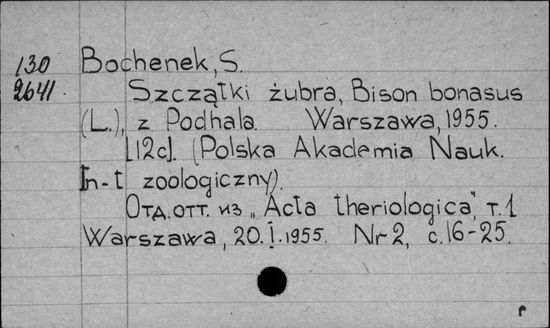 130 Bochenek, S.
2641. Szczątki żubra, Bison bonasus
(L.), z Podhala. Warszawa, 1955.
[12c]. (Polska Akademia Nauk.
In-t zoologiczny).
Отд. отт. из „Acta theriologica", т. 1
Warszawa, 20.I.1955. Nr 2, с. 16-25.
г